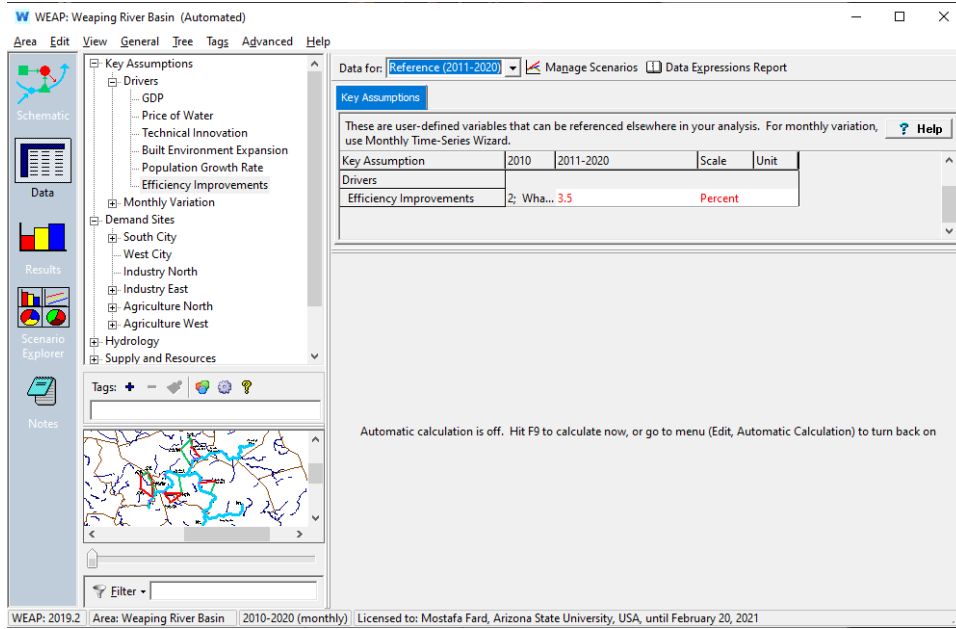 WEAP: Weaping River Basin (Automated)
Area Edit View General Tree Tags Advanced Help
Schematic
Data
Results
Scenario
Explorer
Notes
Key Assumptions
Drivers
GDP
Price of Water
Technical Innovation
Built Environment Expansion
Population Growth Rate
Efficiency Improvements
Monthly Variation
Demand Sites
South City
West City
Industry North
Industry East
Agriculture North
Agriculture West
Hydrology
Supply and Resources
Tags:
Filter
Data for: Reference (2011-2020) Manage Scenarios Data Expressions Report
Key Assumptions
These are user-defined variables that can be referenced elsewhere in your analysis. For monthly variation,
use Monthly Time-Series Wizard.
? Help
Key Assumption 2010 2011-2020 Scale Unit
Drivers
Efficiency Improvements 2; Wha... 3.5 Percent
Automatic calculation is off. Hit F9 to calculate now, or go to menu (Edit, Automatic Calculation) to turn back on
WEAP: 2019.2 Area: Weaping River Basin 2010-2020 (monthly) Licensed to: Mostafa Fard, Arizona State University, USA, until February 20, 2021